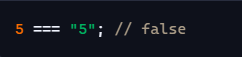 5 === "5"; // false